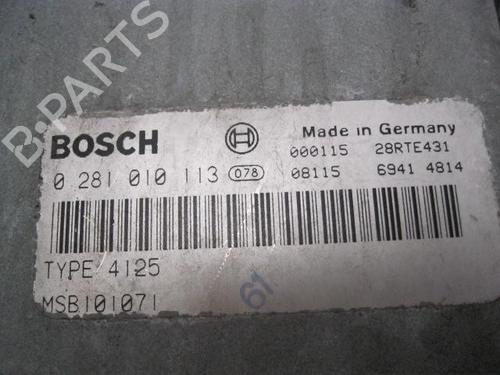 B-PARTS
BOSCH
Made in Germany
000115 28RTE431
0 281 010 113 078
08115 6941 4814
TYPE 4125
MSB101071
61